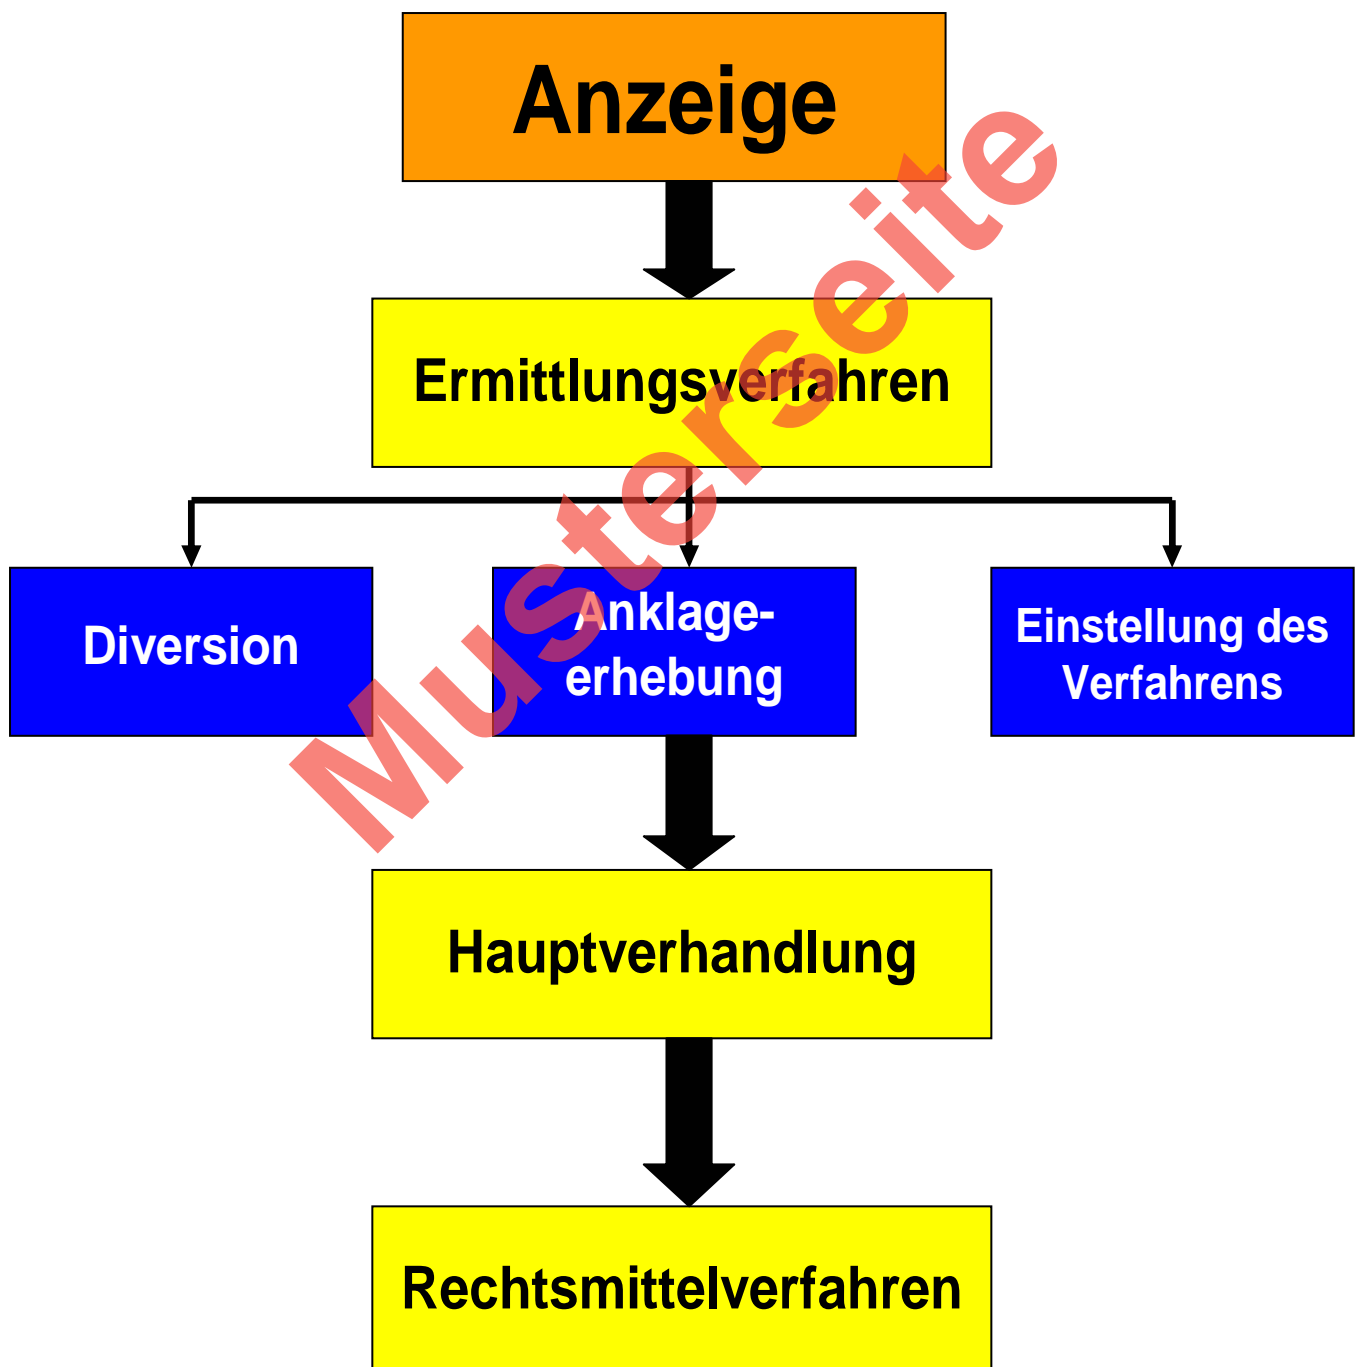 Anzeige
Ermittlungsverfahren
Diversion
Anklage-
erhebung
Einstellung des
Verfahrens
Hauptverhandlung
Rechtsmittelverfahren
Musterseite